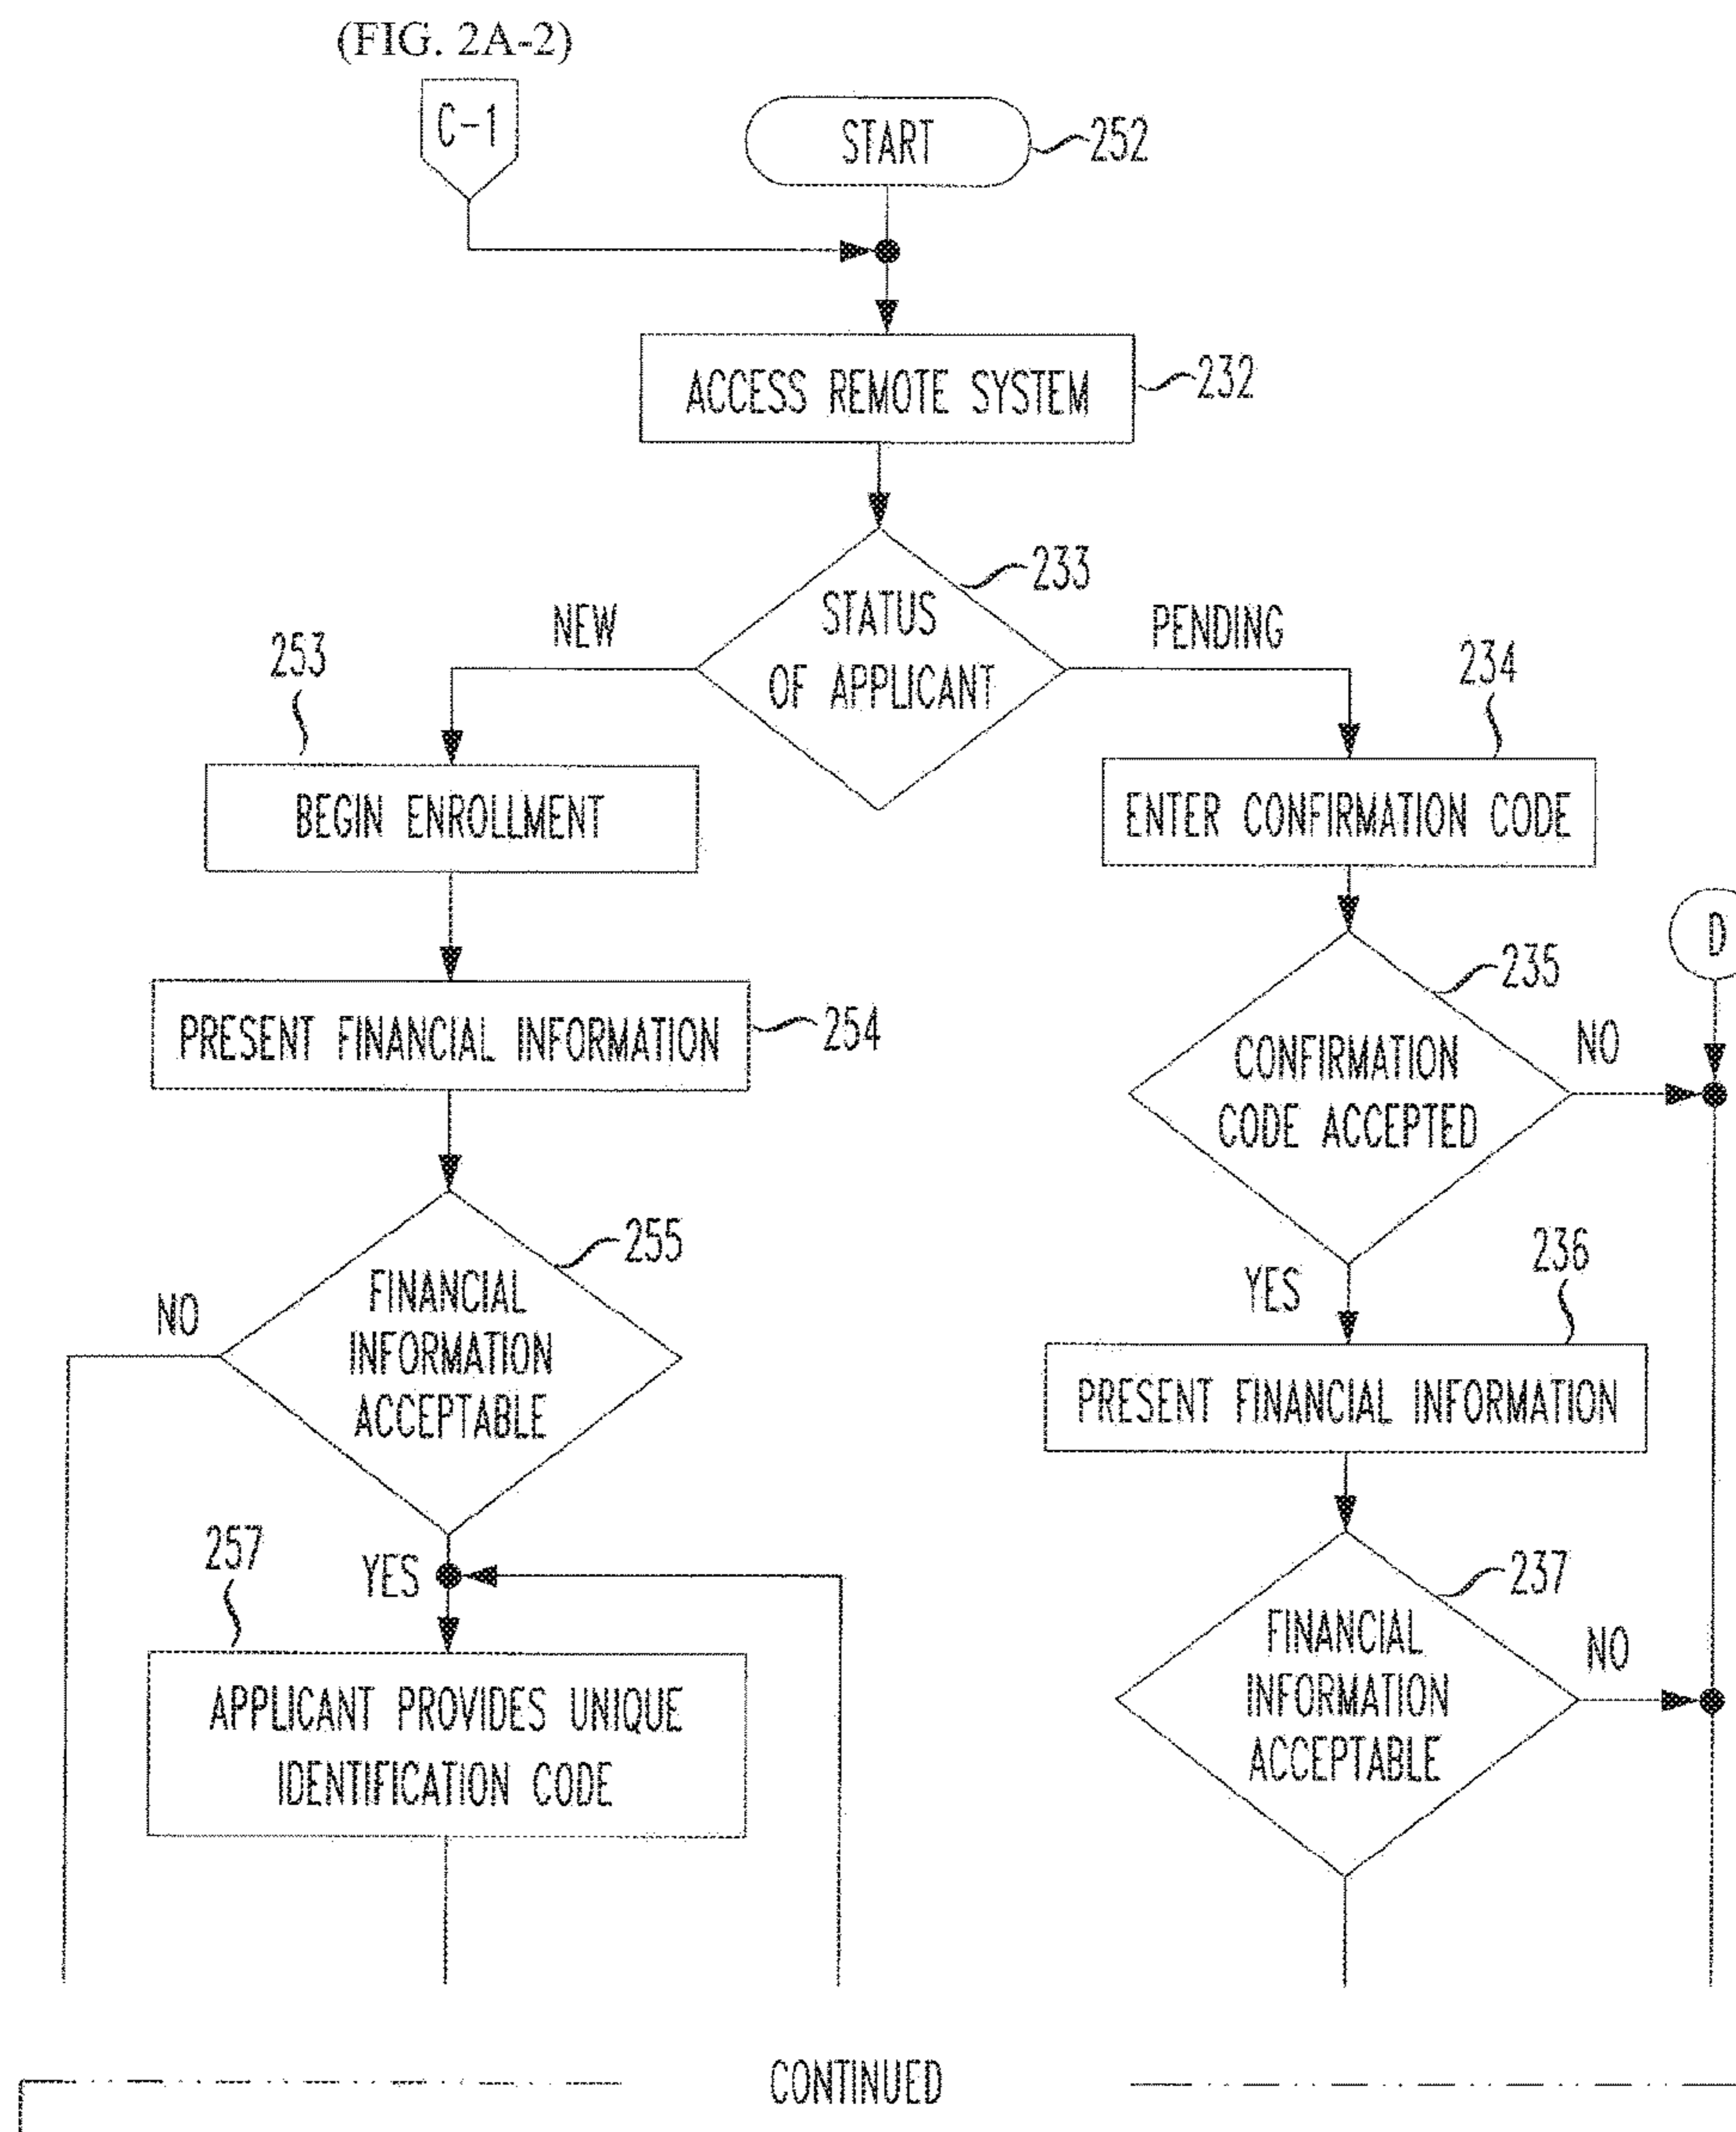 (FIG. 2A-2)
C-1
START
252
ACCESS REMOTE SYSTEM
232
233
STATUS
OF APPLICANT
NEW
PENDING
253
234
BEGIN ENROLLMENT
ENTER CONFIRMATION CODE
D
235
PRESENT FINANCIAL INFORMATION
254
CONFIRMATION
CODE ACCEPTED
NO
255
FINANCIAL
INFORMATION
ACCEPTABLE
NO
YES
236
PRESENT FINANCIAL INFORMATION
257
YES
237
APPLICANT PROVIDES UNIQUE
IDENTIFICATION CODE
FINANCIAL
INFORMATION
ACCEPTABLE
NO
CONTINUED